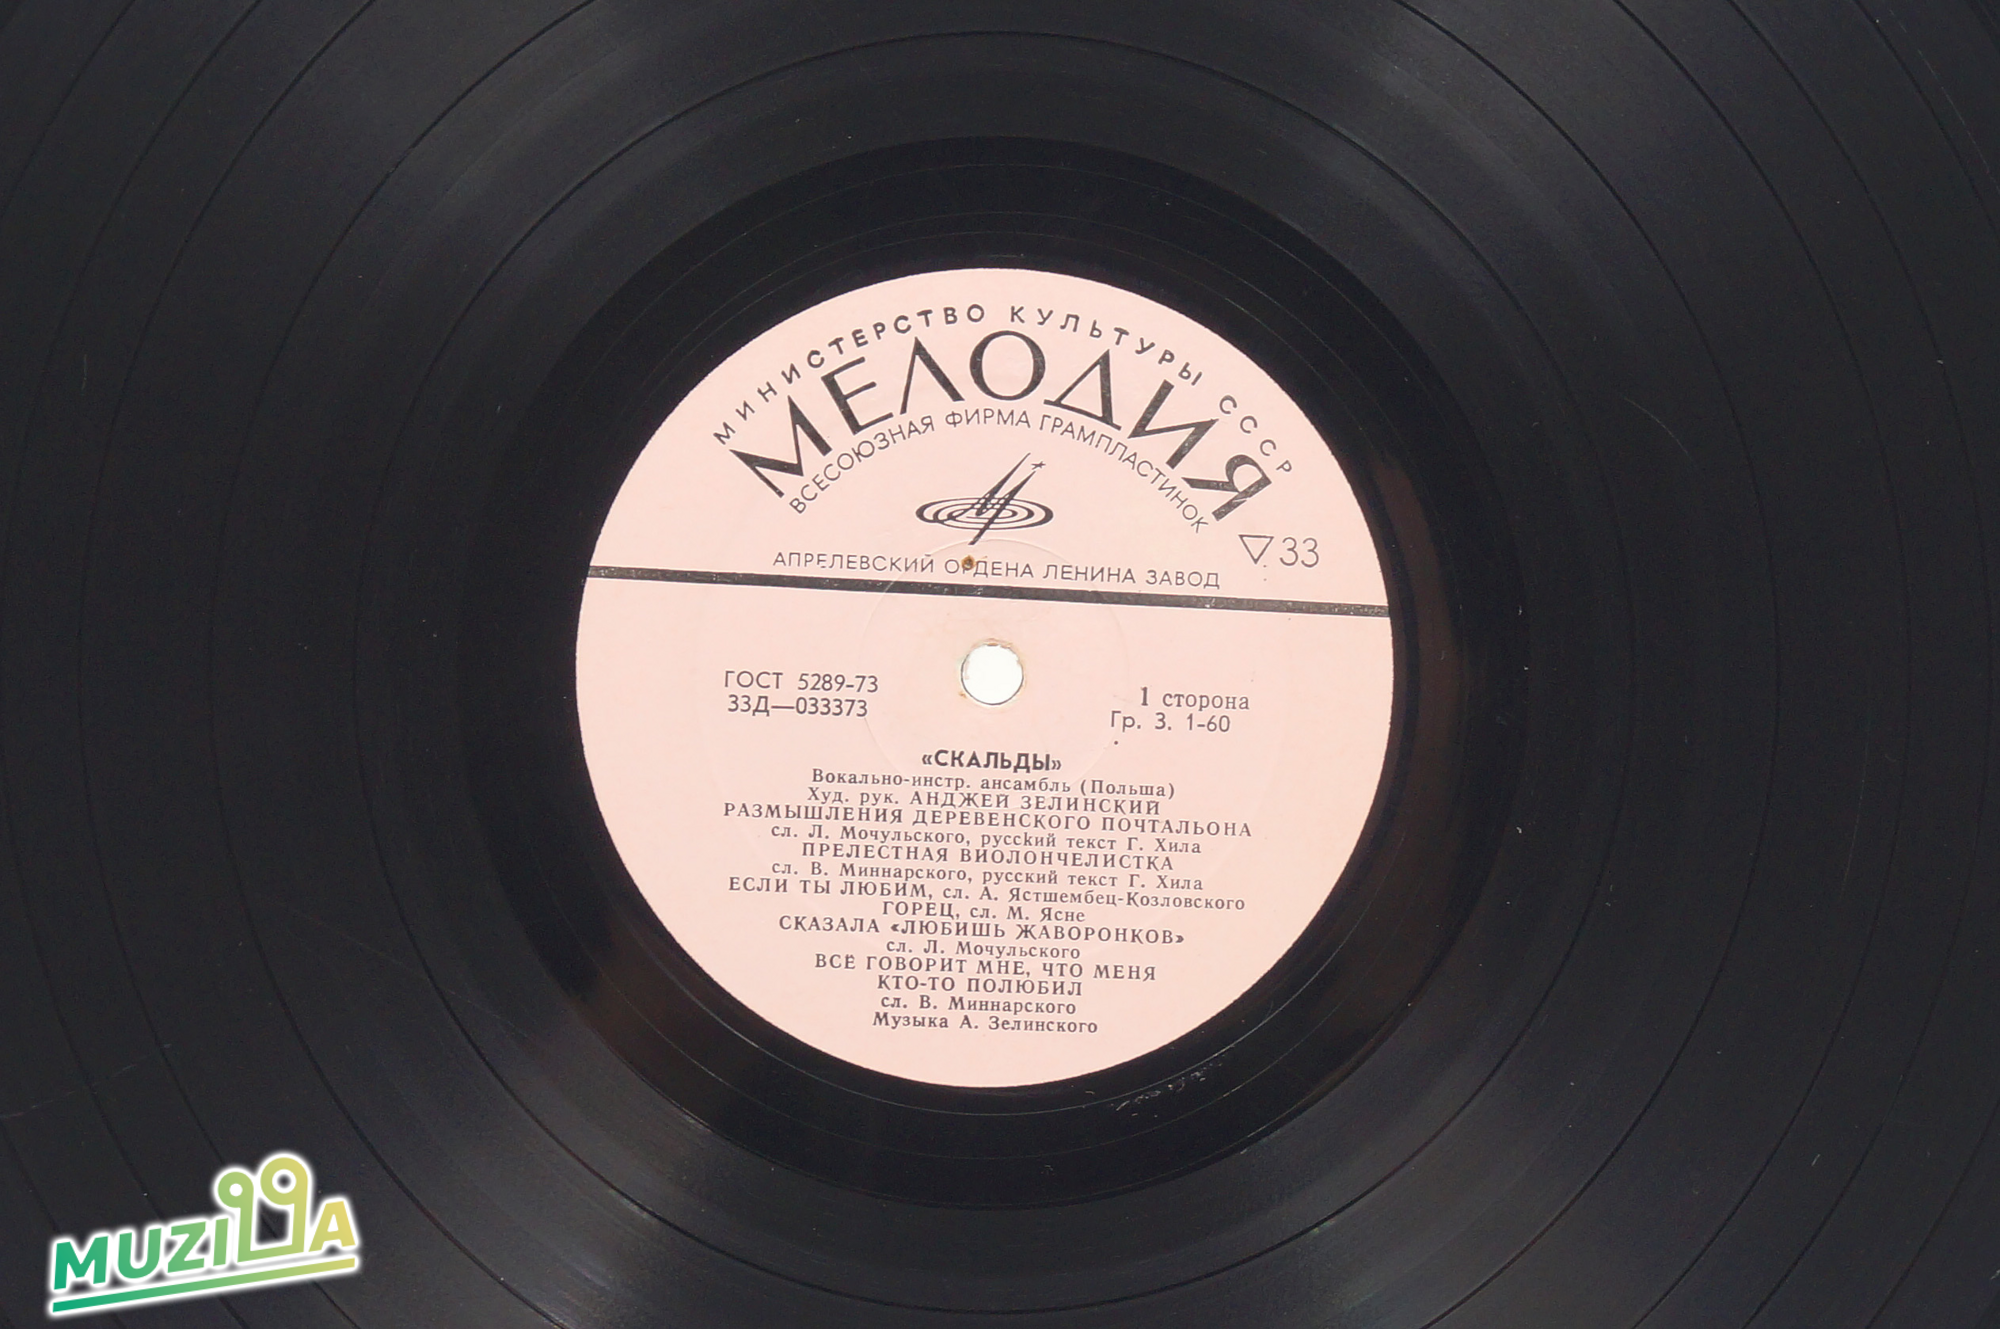 МИНИСТЕРСТВО КУЛЬТУРЫ СССР
МЕЛОДИЯ
ВСЕСОЮЗНАЯ ФИРМА ГРАМПЛАСТИНОК
33
АПРЕЛЕВСКИЙ ОРДЕНА ЛЕНИНА ЗАВОД
ГОСТ 5289-73
33Д—033373
1 сторона
Гр. 3. 1-60
«СКАЛЬДЫ»
Вокально-инстр. ансамбль (Польша)
Худ. рук. АНДЖЕЙ ЗЕЛИНСКИЙ
РАЗМЫШЛЕНИЯ ДЕРЕВЕНСКОГО ПОЧТАЛЬОНА
сл. Л. Мочульского, русский текст Г. Хила
ПРЕЛЕСТНАЯ ВИОЛОНЧЕЛИСТКА
сл. В. Миннарского, русский текст Г. Хила
ЕСЛИ ТЫ ЛЮБИМ, сл. А. Ястшембец-Козловского
ГОРЕЦ, сл. М. Ясне
СКАЗАЛА «ЛЮБИШЬ ЖАВОРОНКОВ»
сл. Л. Мочульского
ВСЁ ГОВОРИТ МНЕ, ЧТО МЕНЯ
КТО-ТО ПОЛЮБИЛ
сл. В. Миннарского
Музыка А. Зелинского
MUZILLA